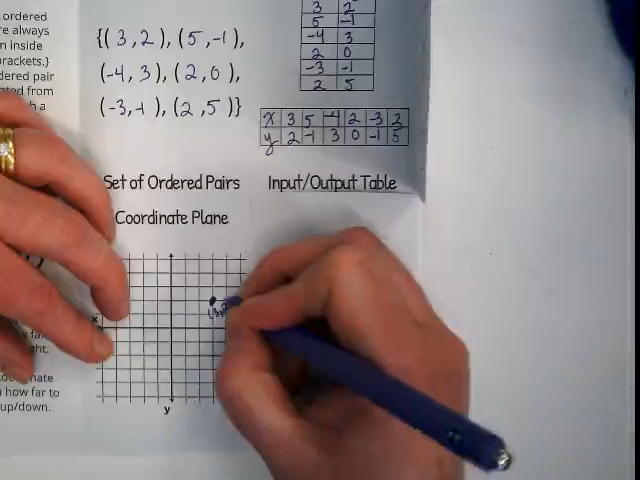 ordered
re always
n inside
rackets.}
dered pair
ated from
h a
{( 3 , 2 ) , ( 5 , -1 ) ,
(-4 , 3 ) , ( 2 , 0 ) ,
(-3 , -1 ) , ( 2 , 5 )}
3 2
5 -1
-4 3
2 0
-3 -1
2 5
x 3 5 -4 2 -3 2
y 2 -1 3 0 -1 5
Set of Ordered Pairs
Input/Output Table
Coordinate Plane
x
y
ght.
nate
how far to
up/down.